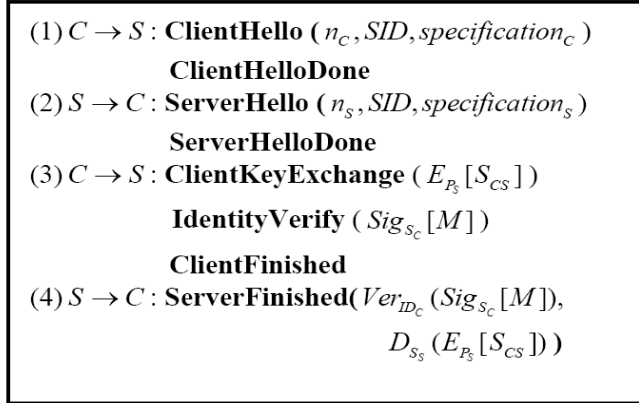 (1) C → S : ClientHello ( n_C, SID, specification_C )
ClientHelloDone
(2) S → C : ServerHello ( n_S, SID, specification_S )
ServerHelloDone
(3) C → S : ClientKeyExchange ( E_{P_S}[S_{CS}] )
IdentityVerify ( Sig_{S_C}[M] )
ClientFinished
(4) S → C : ServerFinished( Ver_{ID_C}(Sig_{S_C}[M]),
D_{S_S}(E_{P_S}[S_{CS}]) )